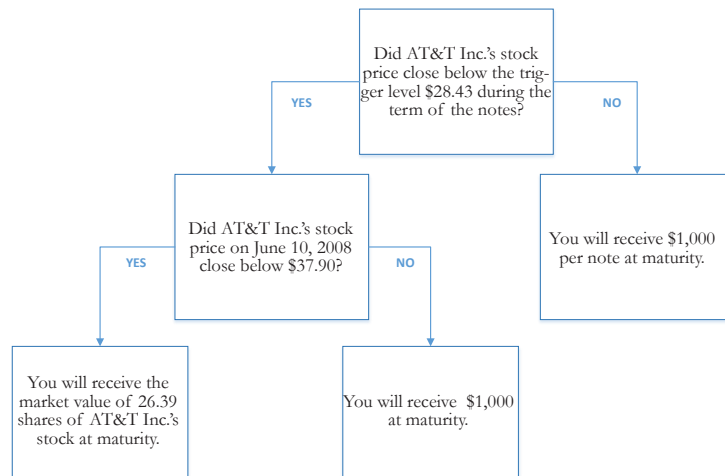 Did AT&T Inc.'s stock
price close below the trig-
ger level $28.43 during the
term of the notes?
YES
NO
Did AT&T Inc.'s stock
price on June 10, 2008
close below $37.90?
You will receive $1,000
per note at maturity.
YES
NO
You will receive the
market value of 26.39
shares of AT&T Inc.'s
stock at maturity.
You will receive $1,000
at maturity.